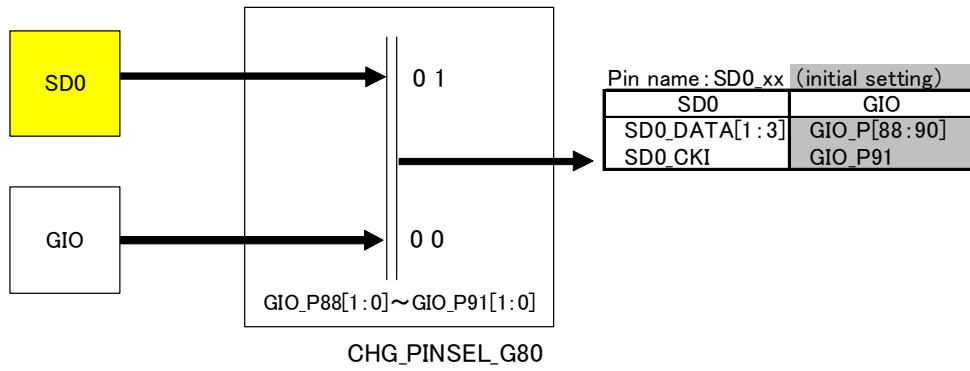 SD0
0 1
Pin name：SD0_xx （initial setting）
SD0 GIO
SD0_DATA[1：3] GIO_P[88：90]
SD0_CKI GIO_P91
GIO
0 0
GIO_P88[1:0]～GIO_P91[1:0]
CHG_PINSEL_G80